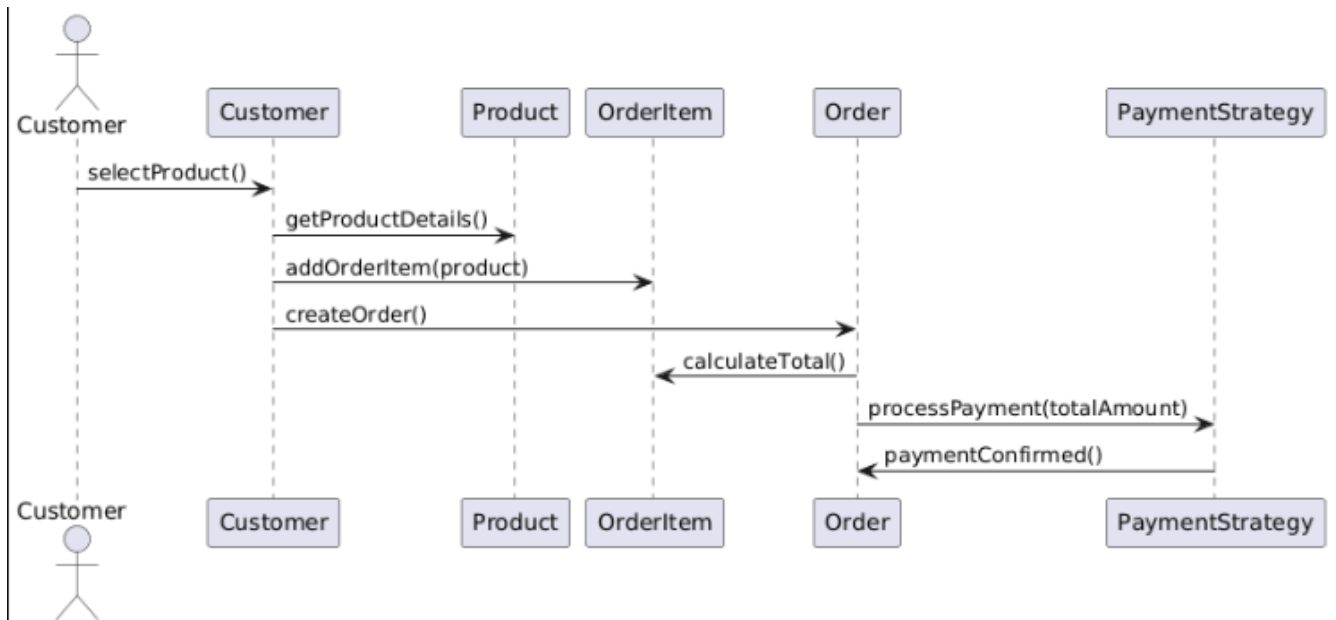 Customer
Customer
Product
OrderItem
Order
PaymentStrategy
selectProduct()
getProductDetails()
addOrderItem(product)
createOrder()
calculateTotal()
processPayment(totalAmount)
paymentConfirmed()
Customer
Customer
Product
OrderItem
Order
PaymentStrategy